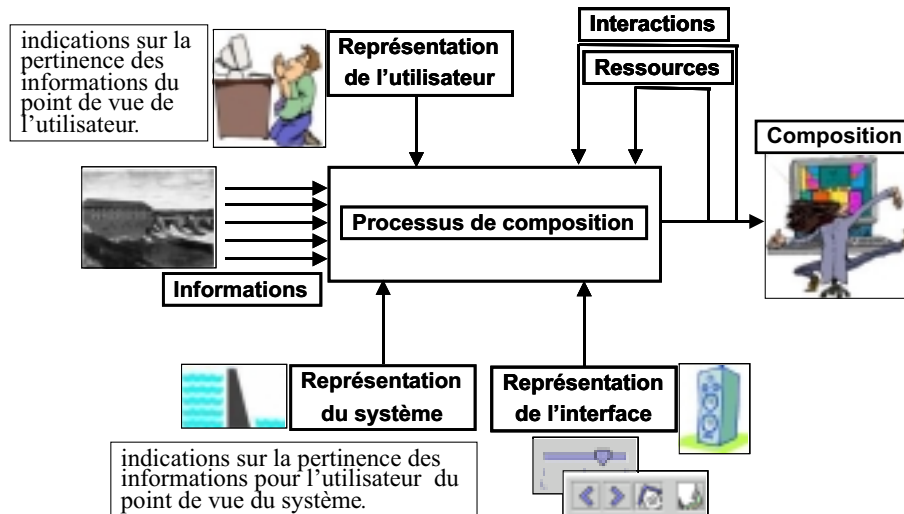 indications sur la
pertinence des
informations du
point de vue de
l'utilisateur.
Représentation
de l'utilisateur
Interactions
Ressources
Composition
Processus de composition
Informations
Représentation
du système
Représentation
de l'interface
indications sur la pertinence des
informations pour l'utilisateur du
point de vue du système.